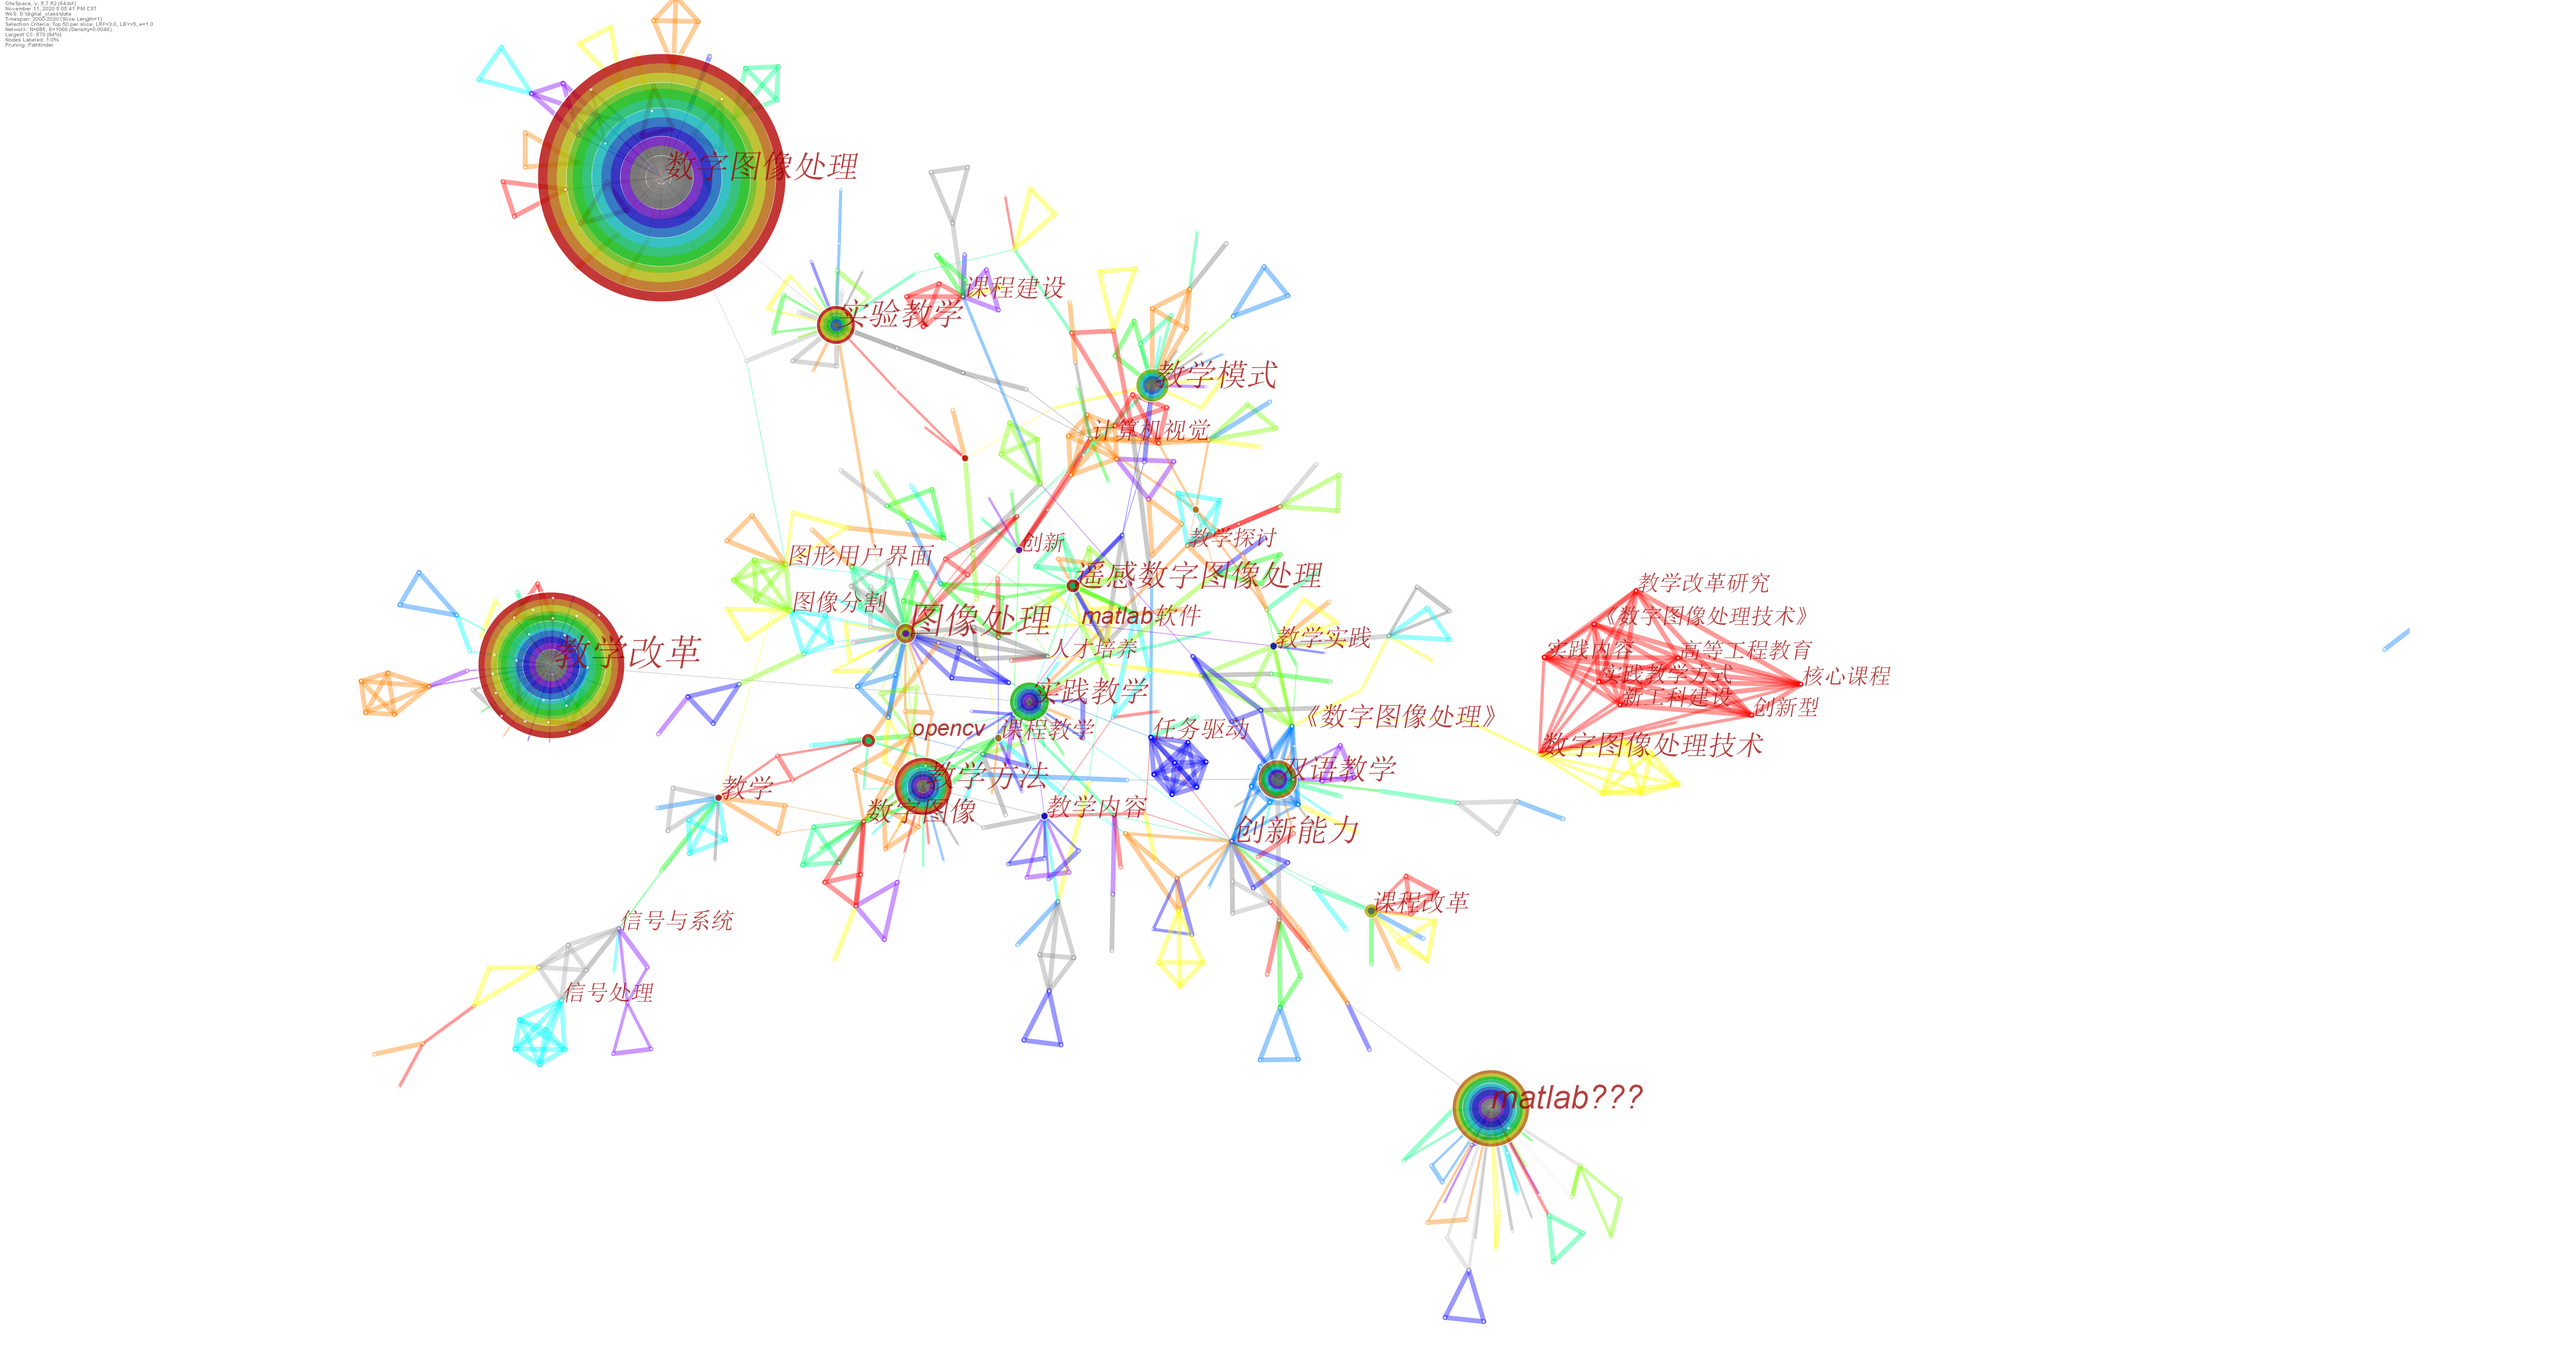 CiteSpace, v. 5.7.R2 (64-bit)
November 11, 2020 5:05:41 PM CST
WoS: D:\digital_class\data
Timespan: 2000-2020 (Slice Length=1)
Selection Criteria: Top 50 per slice, LRF=3.0, LBY=5, e=1.0
Network: N=685, E=1066 (Density=0.0046)
Largest CC: 579 (84%)
Nodes Labeled: 1.0%
Pruning: Pathfinder
数字图像处理
课程建设
实验教学
教学模式
计算机视觉
教学探讨
创新
图形用户界面
遥感数字图像处理
教学改革研究
图像分割
matlab软件
《数字图像处理技术》
图像处理
教学实践
人才培养
实践内容
高等工程教育
教学改革
实践教学方式
核心课程
实践教学
新工科建设
创新型
《数字图像处理》
opencv
课程教学
任务驱动
数字图像处理技术
双语教学
教学方法
教学
教学内容
数字图像
创新能力
课程改革
信号与系统
信号处理
matlab???